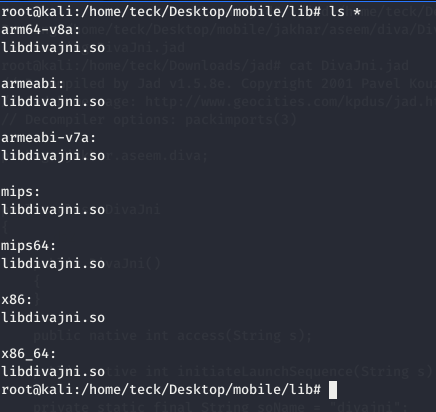 root@kali:/home/teck/Desktop/mobile/lib# ls *
arm64-v8a:
libdivajni.so
armeabi:
libdivajni.so
armeabi-v7a:
libdivajni.so
mips:
libdivajni.so
mips64:
libdivajni.so
x86:
libdivajni.so
x86_64:
libdivajni.so
root@kali:/home/teck/Desktop/mobile/lib#